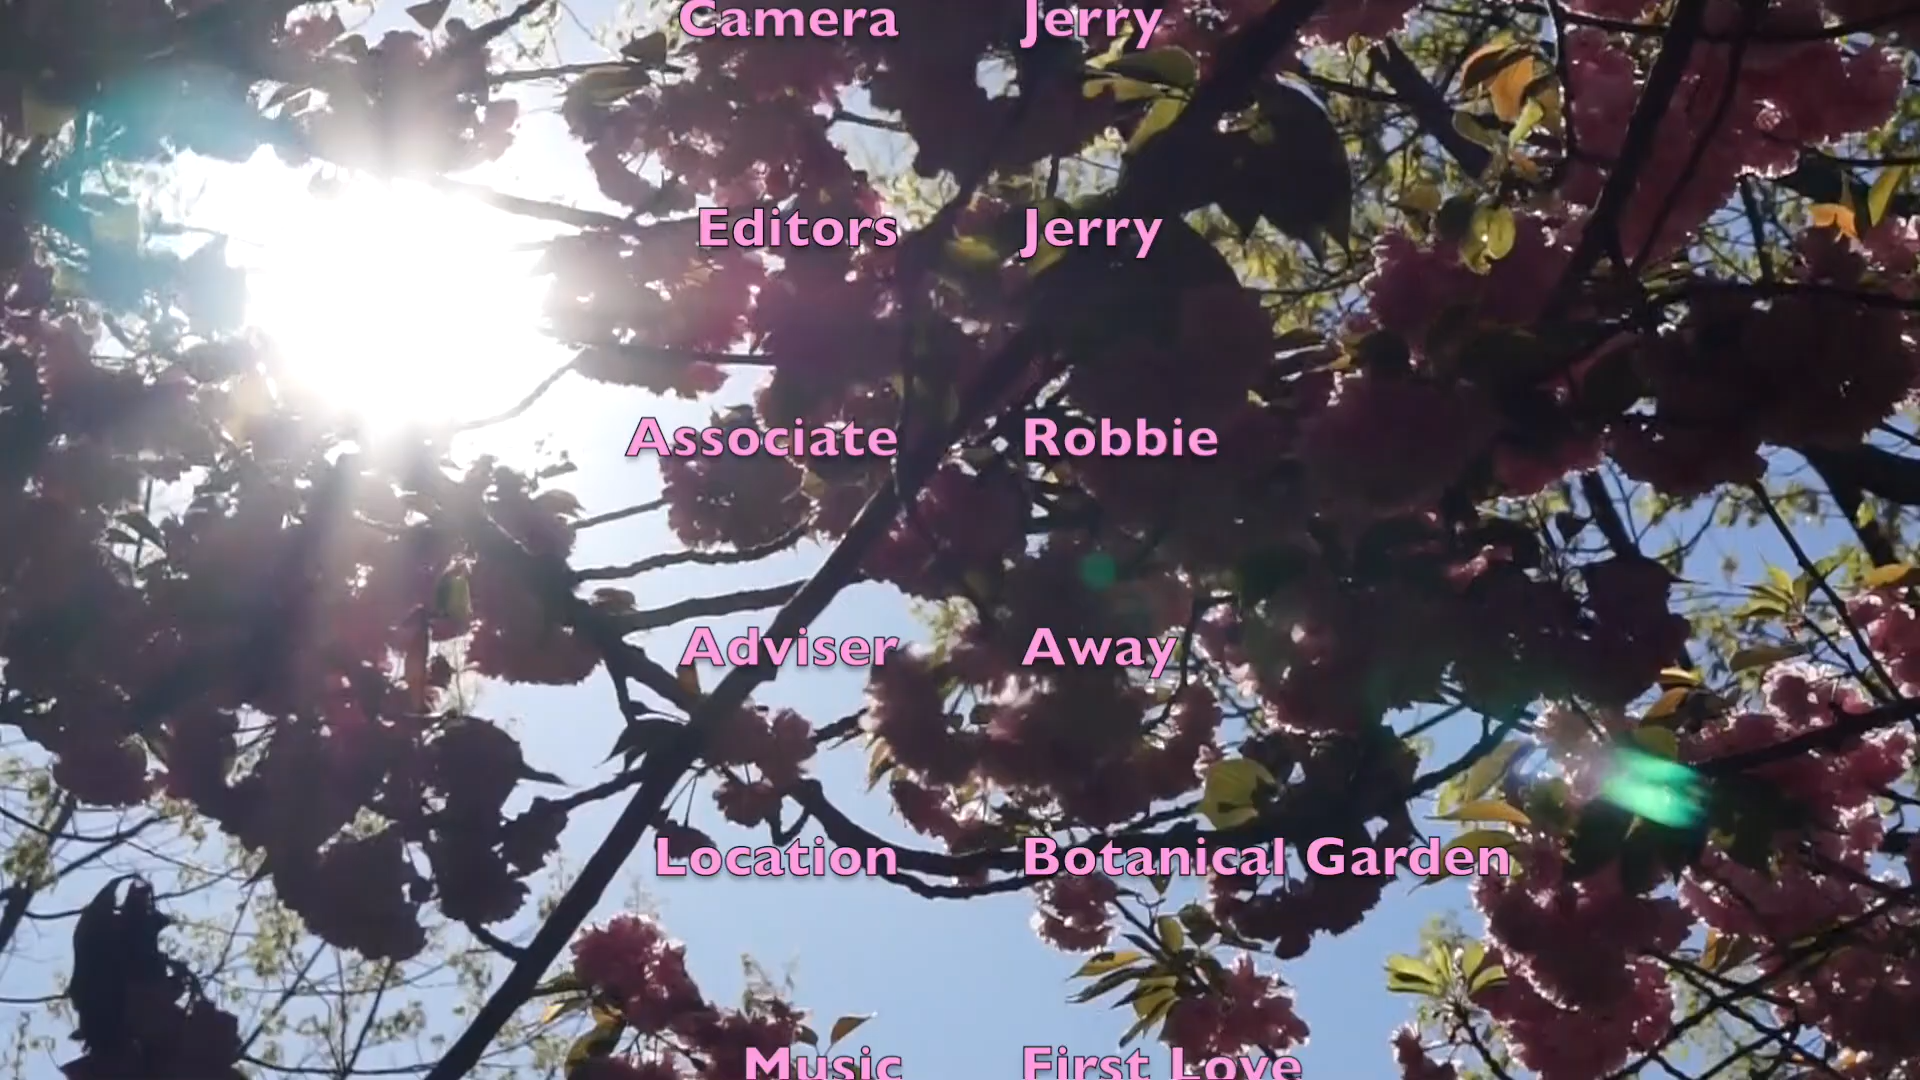 Camera Jerry
Editors Jerry
Associate Robbie
Adviser Away
Location Botanical Garden
Music First Love